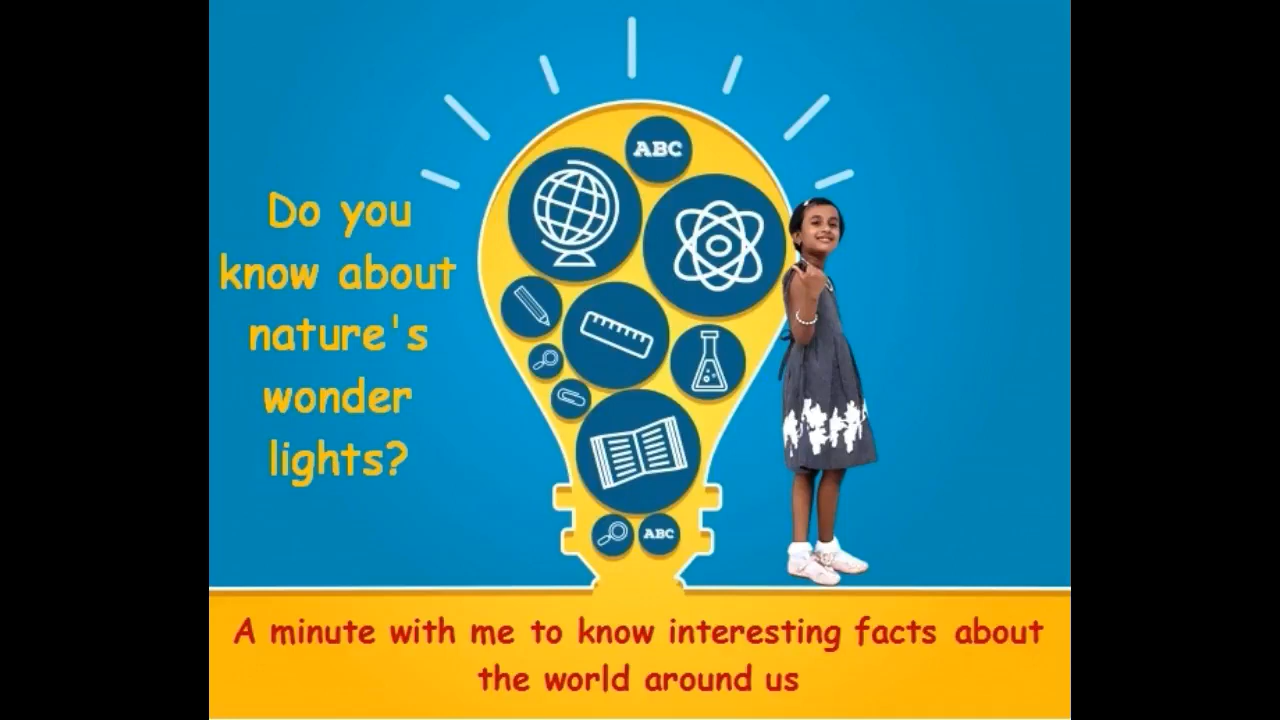 Do you
know about
nature's
wonder
lights?
ABC
ABC
A minute with me to know interesting facts about
the world around us